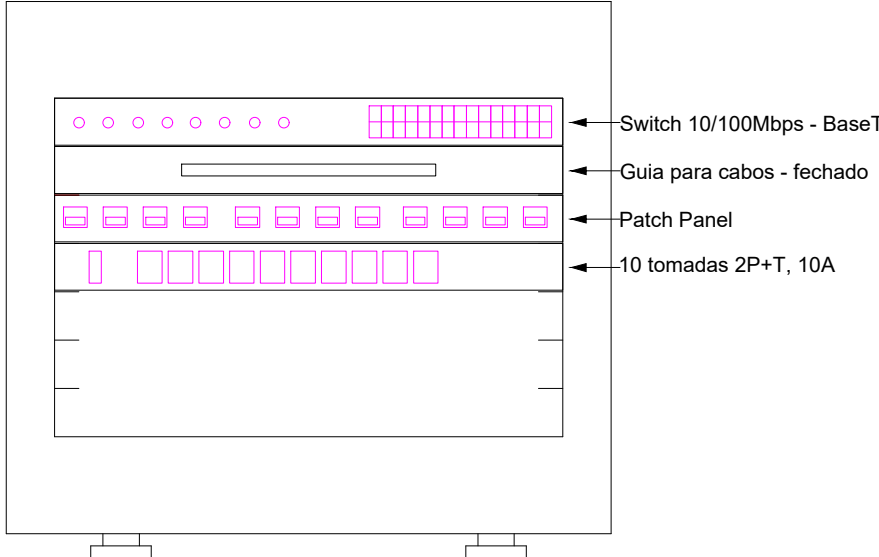 Switch 10/100Mbps - BaseT
Guia para cabos - fechado
Patch Panel
10 tomadas 2P+T, 10A